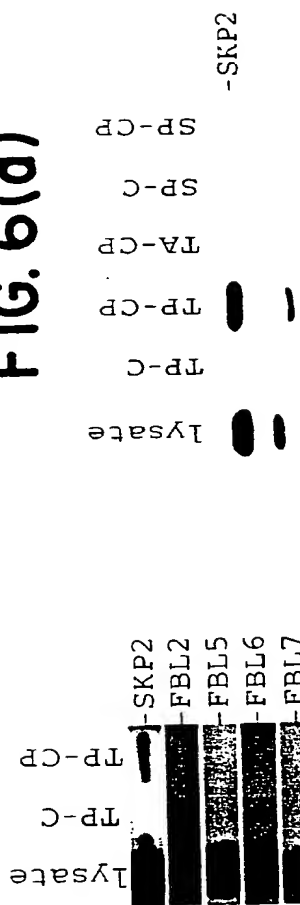 FIG. 6(a)
lysate
TP-C
TP-CP
-SKP2
-FBL2
-FBL5
-FBL6
-FBL7
lysate
TP-C
TP-CP
TA-CP
SP-C
SP-CP
-SKP2